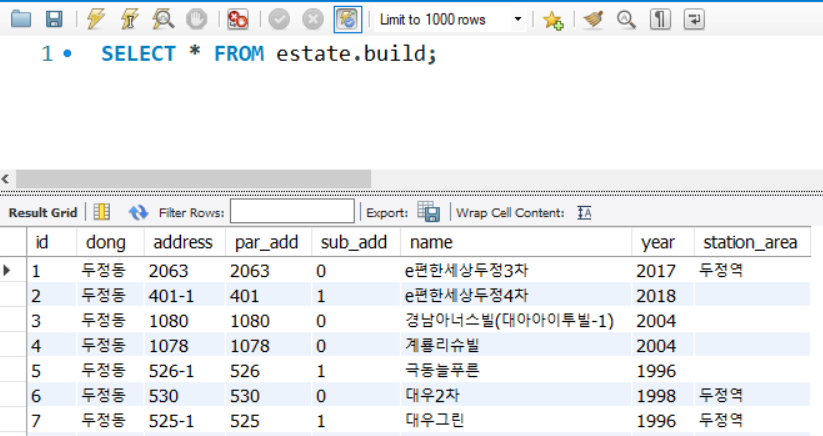 Limit to 1000 rows
1 SELECT * FROM estate.build;
Result Grid Filter Rows: Export: Wrap Cell Content:
id dong address par_add sub_add name year station_area
1 두정동 2063 2063 0 e편한세상두정3차 2017 두정역
2 두정동 401-1 401 1 e편한세상두정4차 2018
3 두정동 1080 1080 0 경남아너스빌(대아아이투빌-1) 2004
4 두정동 1078 1078 0 계룡리슈빌 2004
5 두정동 526-1 526 1 극동늘푸른 1996
6 두정동 530 530 0 대우2차 1998 두정역
7 두정동 525-1 525 1 대우그린 1996 두정역